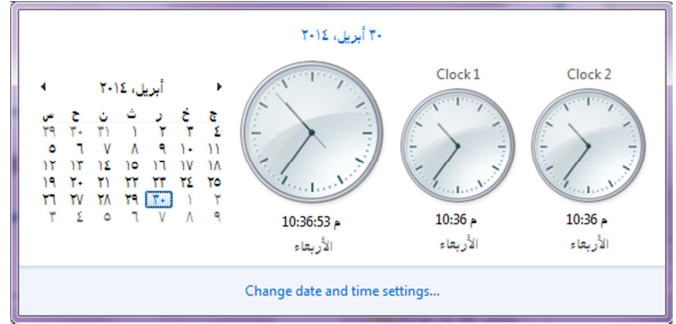 ٣٠ أبريل، ٢٠١٤
أبريل، ٢٠١٤
س ح ن ث ر خ ج
٢٩ ٣٠ ٣١ ١ ٢ ٣ ٤
٥ ٦ ٧ ٨ ٩ ١٠ ١١
١٢ ١٣ ١٤ ١٥ ١٦ ١٧ ١٨
١٩ ٢٠ ٢١ ٢٢ ٢٣ ٢٤ ٢٥
٢٦ ٢٧ ٢٨ ٢٩ ٣٠ ١ ٢
٣ ٤ ٥ ٦ ٧ ٨ ٩
10:36:53 م
الأربعاء
Clock 1
10:36 م
الأربعاء
Clock 2
10:36 م
الأربعاء
Change date and time settings...